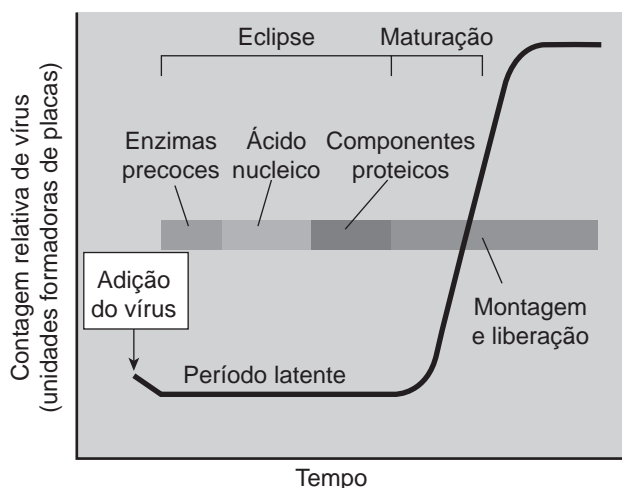 Eclipse
Maturação
Enzimas
precoces
Ácido
nucleico
Componentes
proteicos
Adição
do vírus
Montagem
e liberação
Período latente
Contagem relativa de vírus
(unidades formadoras de placas)
Tempo